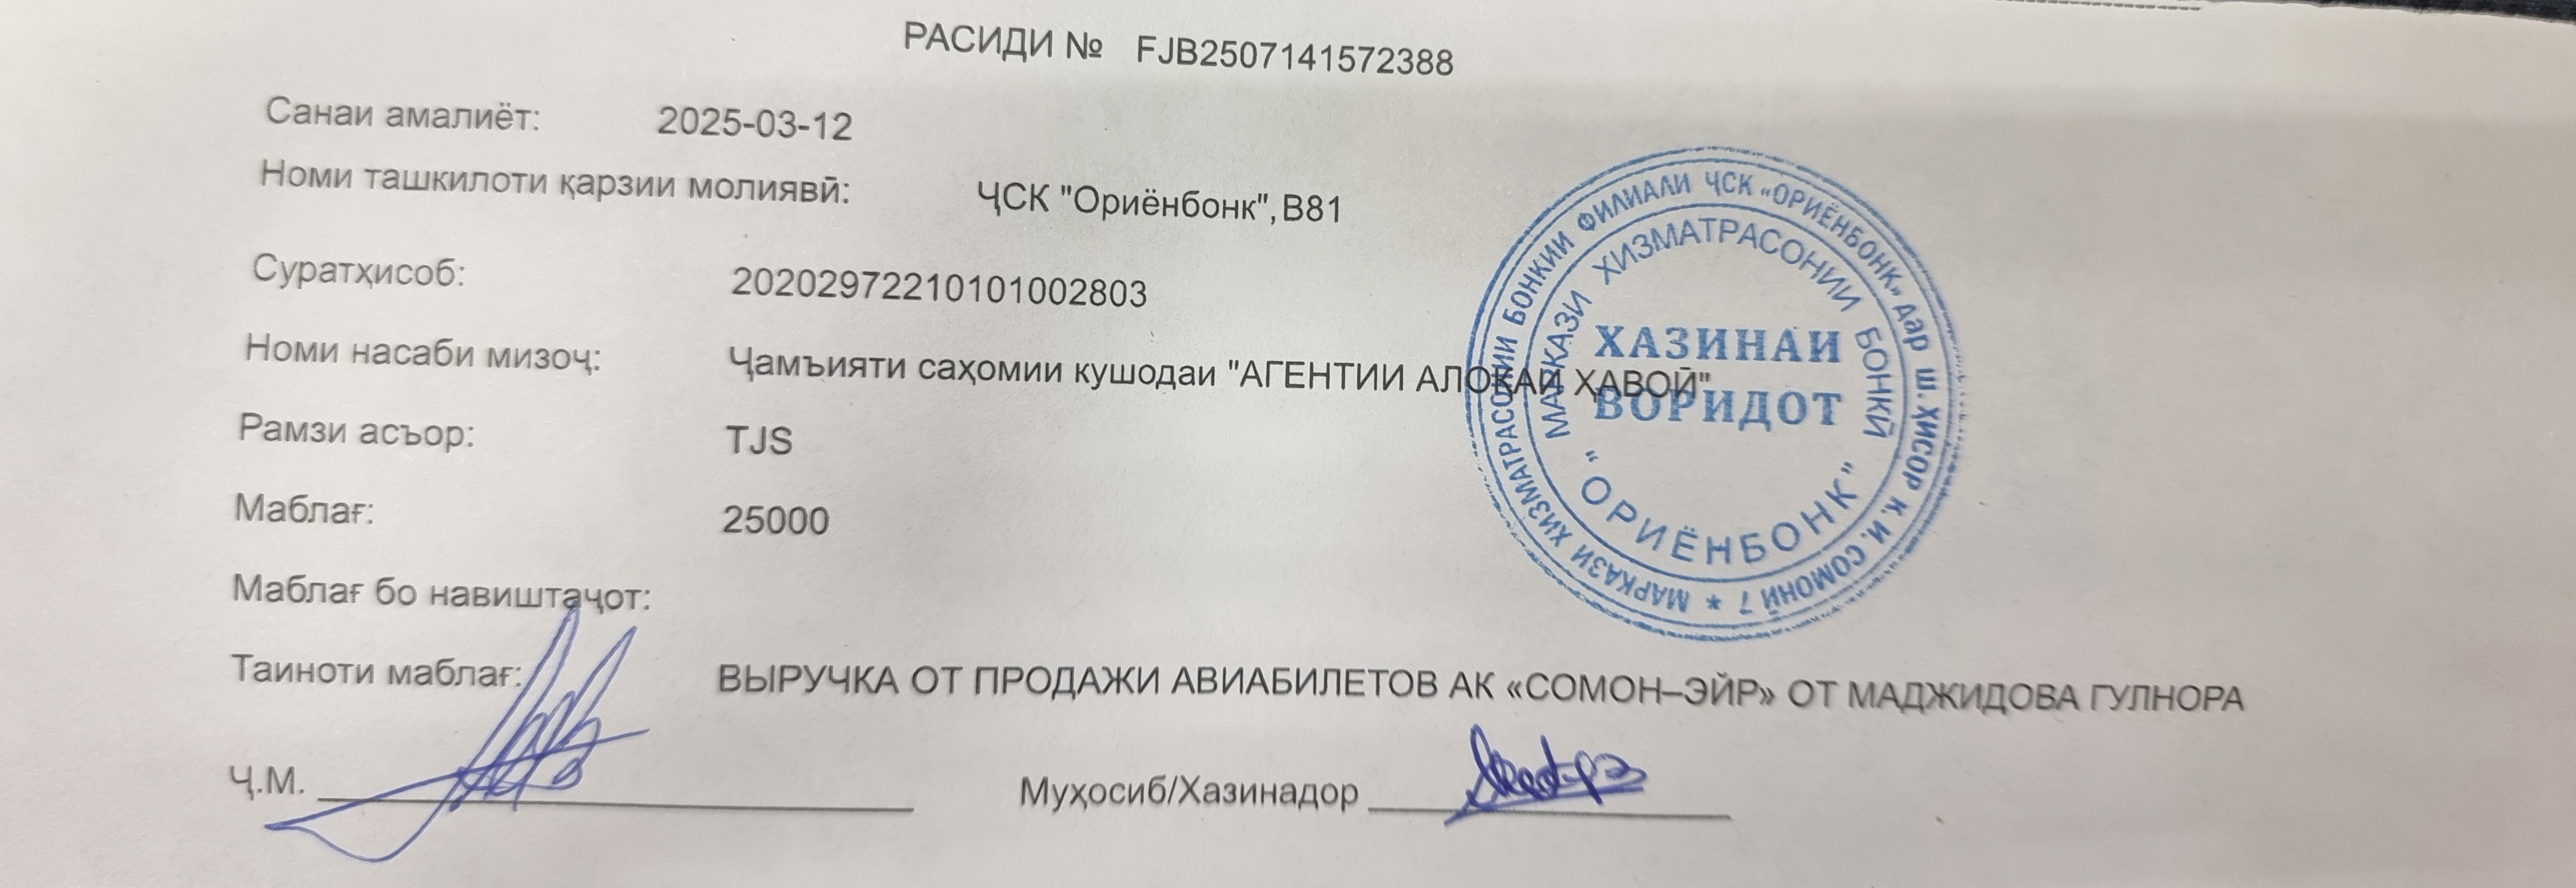 РАСИДИ № FJB2507141572388
Санаи амалиёт: 2025-03-12
Номи ташкилоти қарзии молиявӣ: ҶСК "Ориёнбонк", B81
Суратҳисоб: 20202972210101002803
Номи насаби мизоҷ: Ҷамъияти саҳомии кушодаи "АГЕНТИИ АЛОҚАИ ҲАВОӢ"
Рамзи асъор: TJS
Маблағ: 25000
Маблағ бо навиштаҷот:
Таиноти маблағ: ВЫРУЧКА ОТ ПРОДАЖИ АВИАБИЛЕТОВ АК «СОМОН–ЭЙР» ОТ МАДЖИДОВА ГУЛНОРА
Ҷ.М. Муҳосиб/Хазинадор
МАРКАЗИ ХИЗМАТРАСОНИИ БОНКИИ ФИЛИАЛИ ҶСК «ОРИЁНБОНК» дар ш. ҲИСОР К. И. СОМОНӢ 7 *
МАРКАЗИ ХИЗМАТРАСОНИИ БОНКӢ
"ОРИЁНБОНК"
ХАЗИНАИ
ВОРИДОТ